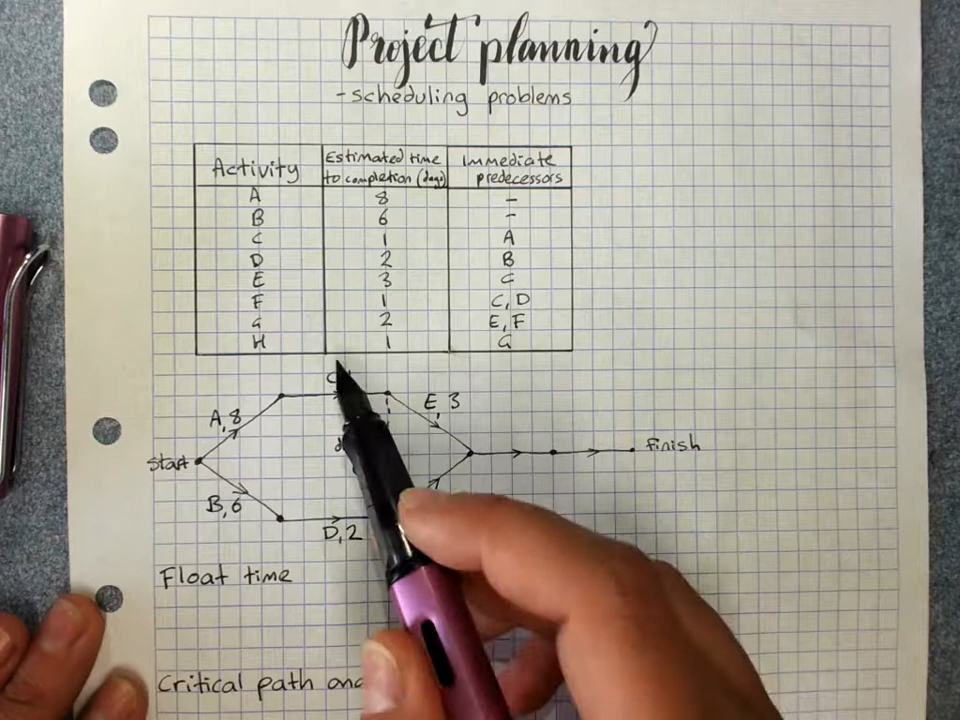 Project planning
- scheduling problems
Activity Estimated time to completion (days) Immediate predecessors
A 8 -
B 6 -
C 1 A
D 2 B
E 3 C
F 1 C, D
G 2 E, F
H 1 G
C
A, 8 E, 3
Start Finish
B, 6 D, 2
Float time
Critical path and